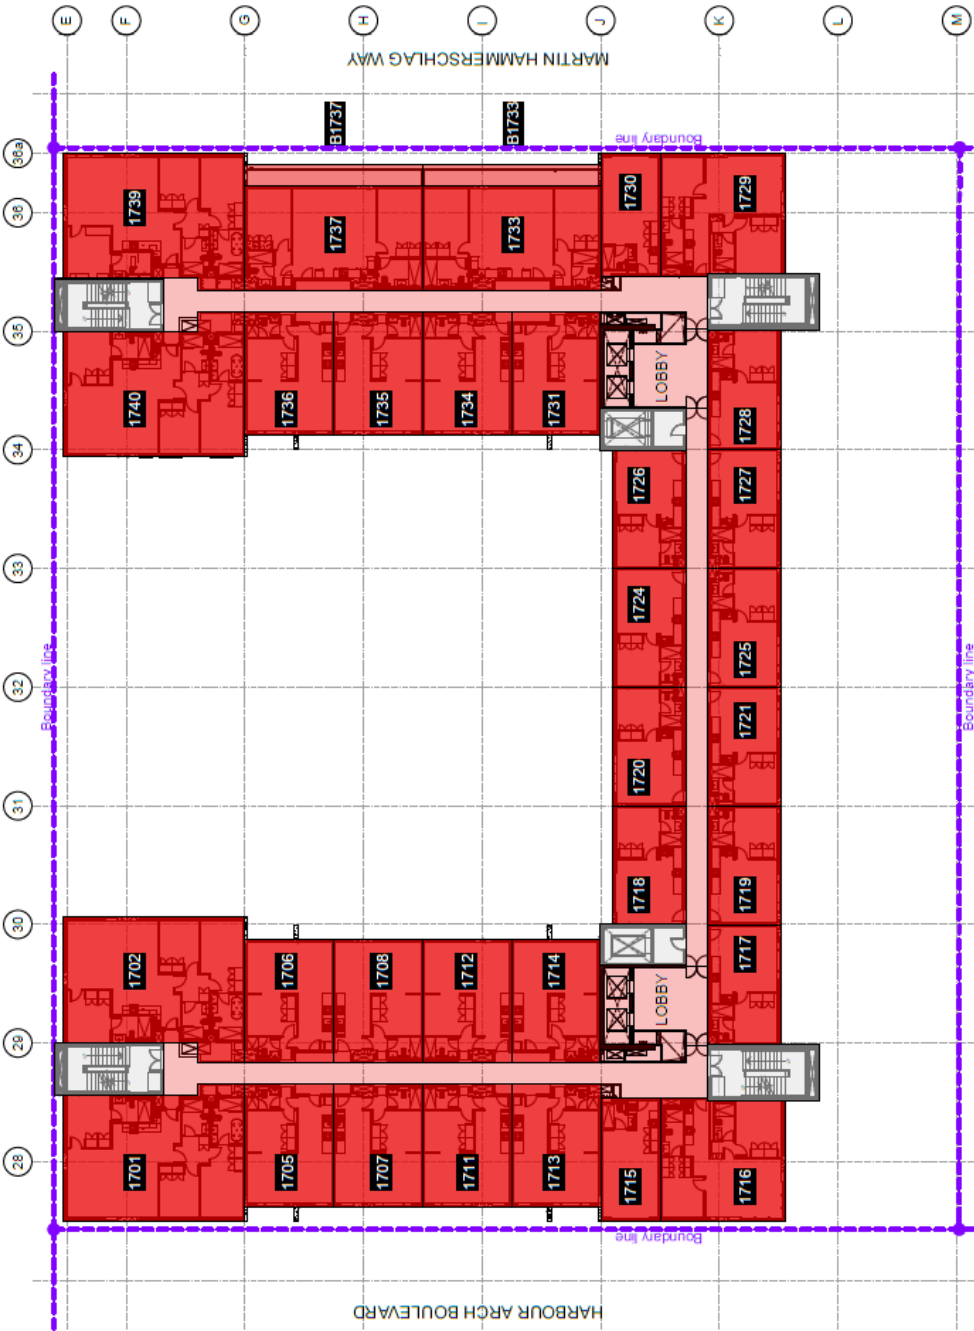 E
F
G
H
I
J
K
L
M
MARTIN HAMMERSCHLAG WAY
B1737
B1733
Boundary line
36a
1739
1737
1733
1730
1729
36
35
LOBBY
1740
1736
1735
1734
1731
1728
34
1726
1727
33
1724
1725
32
Boundary line
Boundary line
1721
1720
31
1718
1719
30
1717
1702
1706
1708
1712
1714
LOBBY
29
28
1701
1705
1707
1711
1713
1715
1716
Boundary line
HARBOUR ARCH BOULEVARD